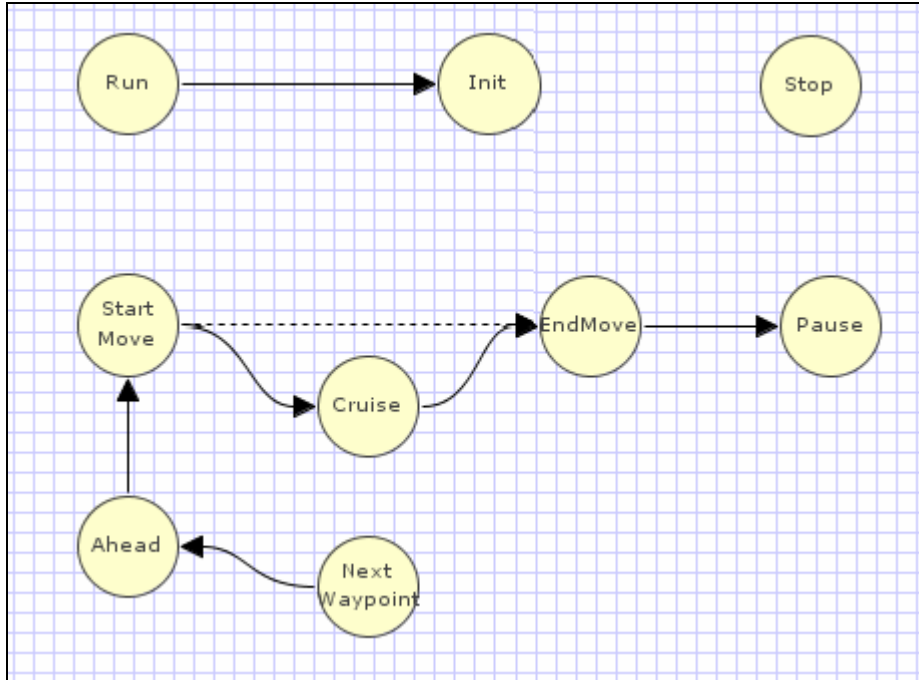 Run
Init
Stop
Start
Move
EndMove
Pause
Cruise
Ahead
Next
Waypoint